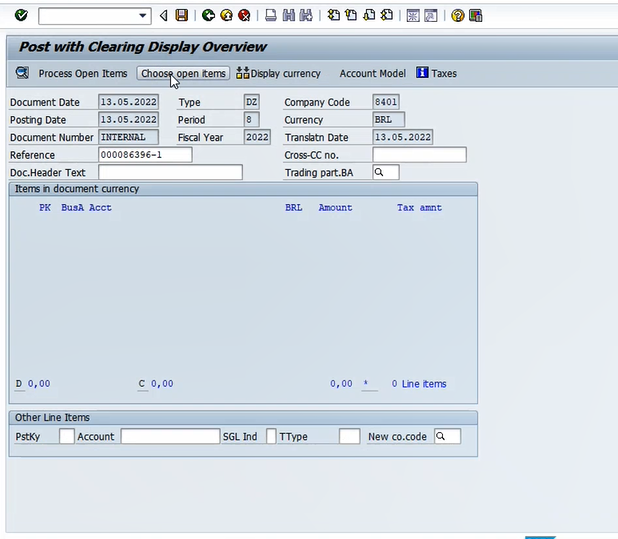 Post with Clearing Display Overview
Process Open Items Choose open items Display currency Account Model Taxes
Document Date 13.05.2022 Type DZ Company Code 8401
Posting Date 13.05.2022 Period 8 Currency BRL
Document Number INTERNAL Fiscal Year 2022 Translatn Date 13.05.2022
Reference 000086396-1 Cross-CC no.
Doc.Header Text Trading part.BA
Items in document currency
PK BusA Acct BRL Amount Tax amnt
D 0,00 C 0,00 0,00 * 0 Line items
Other Line Items
PstKy Account SGL Ind TType New co.code